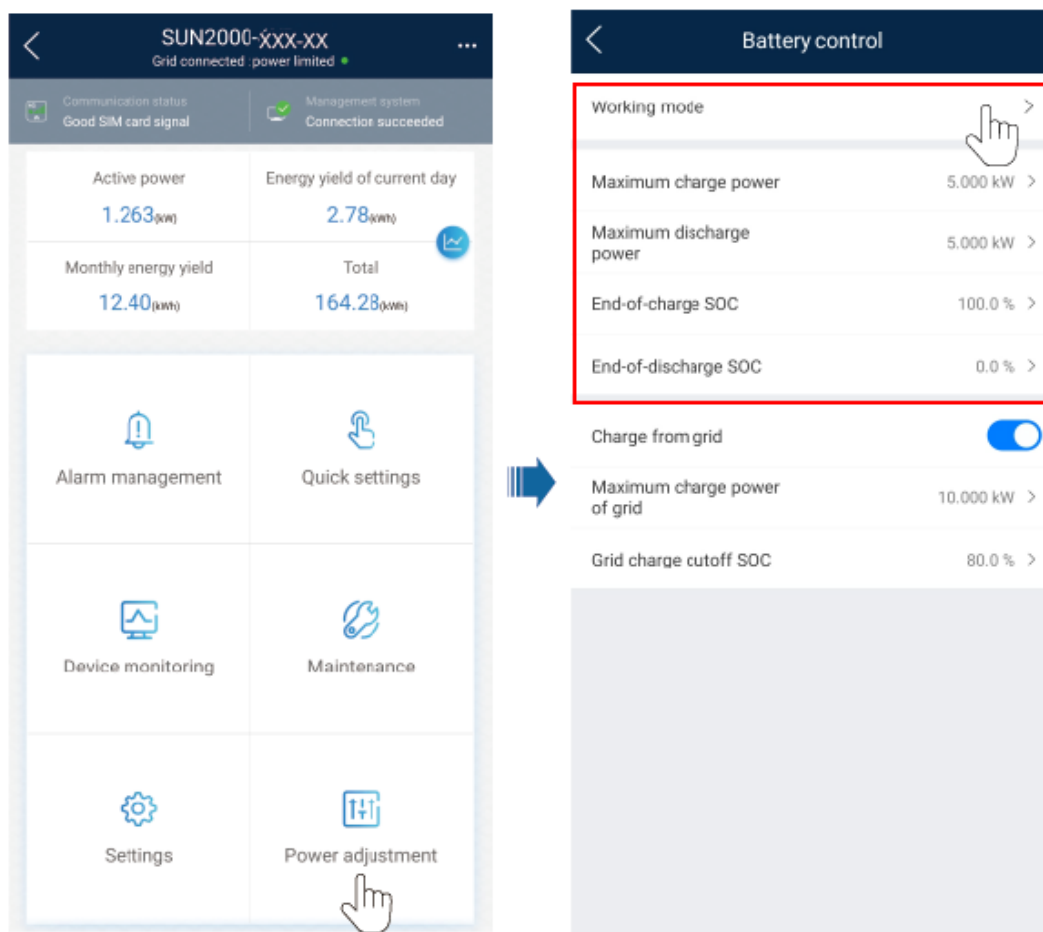 SUN2000-XXX-XX
Grid connected :power limited
Communication status
Good SIM card signal
Management system
Connection succeeded
Active power
1.263(kW)
Energy yield of current day
2.78(kWh)
Monthly energy yield
12.40(kWh)
Total
164.28(kWh)
Alarm management
Quick settings
Device monitoring
Maintenance
Settings
Power adjustment
Battery control
Working mode
Maximum charge power
5.000 kW
Maximum discharge
power
5.000 kW
End-of-charge SOC
100.0 %
End-of-discharge SOC
0.0 %
Charge from grid
Maximum charge power
of grid
10.000 kW
Grid charge cutoff SOC
80.0 %